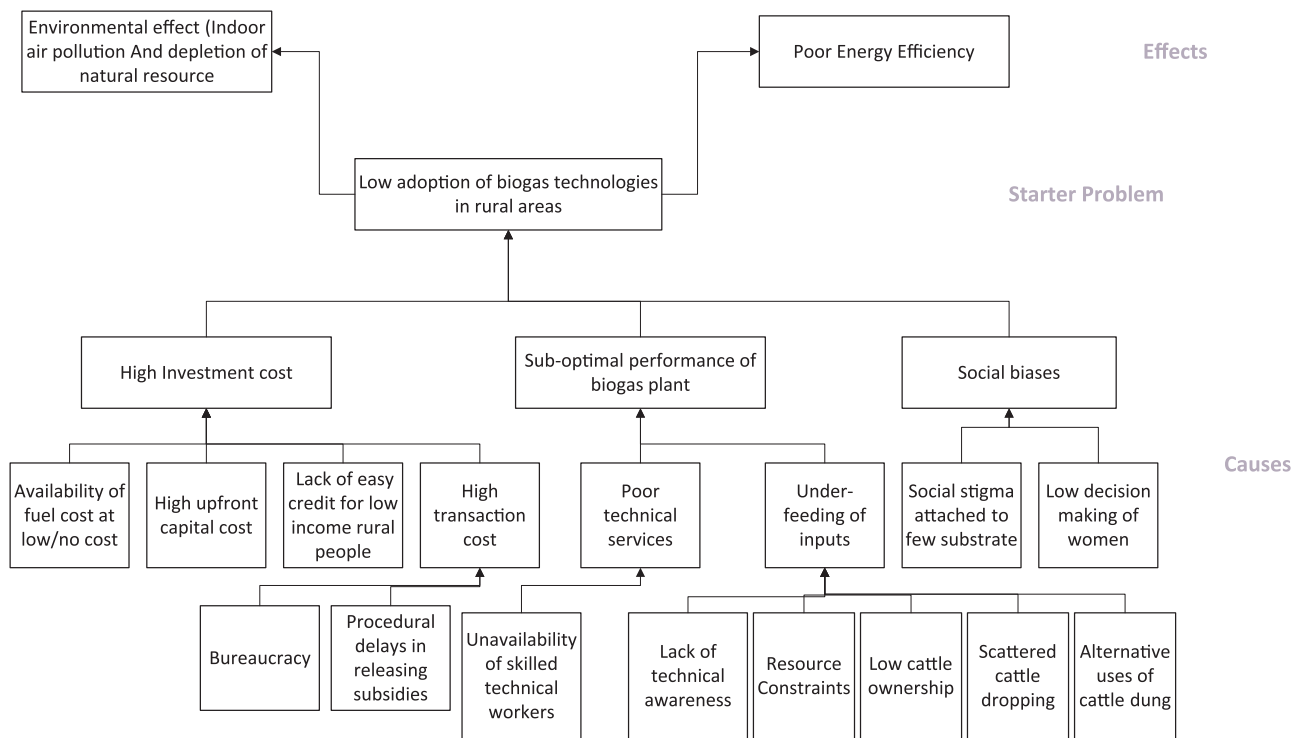 Environmental effect (Indoor
air pollution And depletion of
natural resource
Poor Energy Efficiency
Effects
Low adoption of biogas technologies
in rural areas
Starter Problem
High Investment cost
Sub-optimal performance of
biogas plant
Social biases
Causes
Availability of
fuel cost at
low/no cost
High upfront
capital cost
Lack of easy
credit for low
income rural
people
High
transaction
cost
Poor
technical
services
Under-
feeding of
inputs
Social stigma
attached to
few substrate
Low decision
making of
women
Bureaucracy
Procedural
delays in
releasing
subsidies
Unavailability
of skilled
technical
workers
Lack of
technical
awareness
Resource
Constraints
Low cattle
ownership
Scattered
cattle
dropping
Alternative
uses of
cattle dung